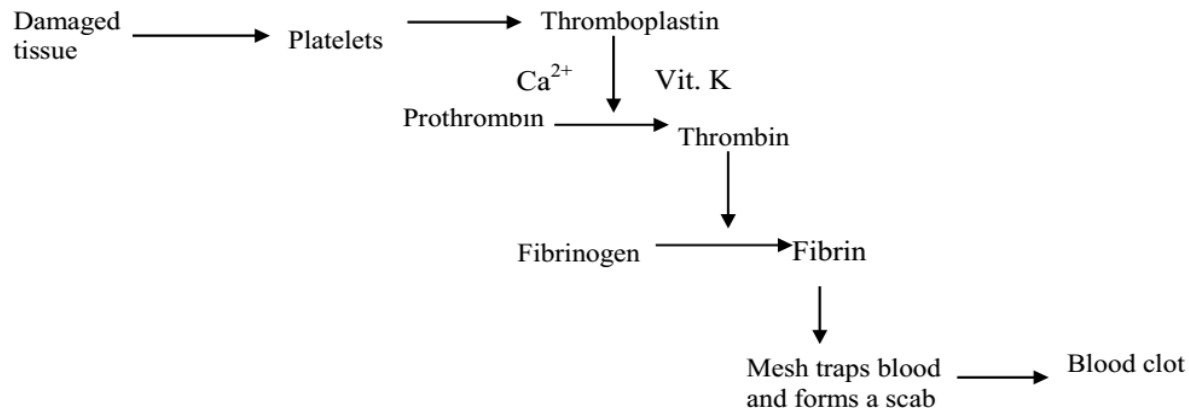 Damaged
tissue
Platelets
Thromboplastin
Ca²⁺
Vit. K
Prothrombin
Thrombin
Fibrinogen
Fibrin
Mesh traps blood
and forms a scab
Blood clot